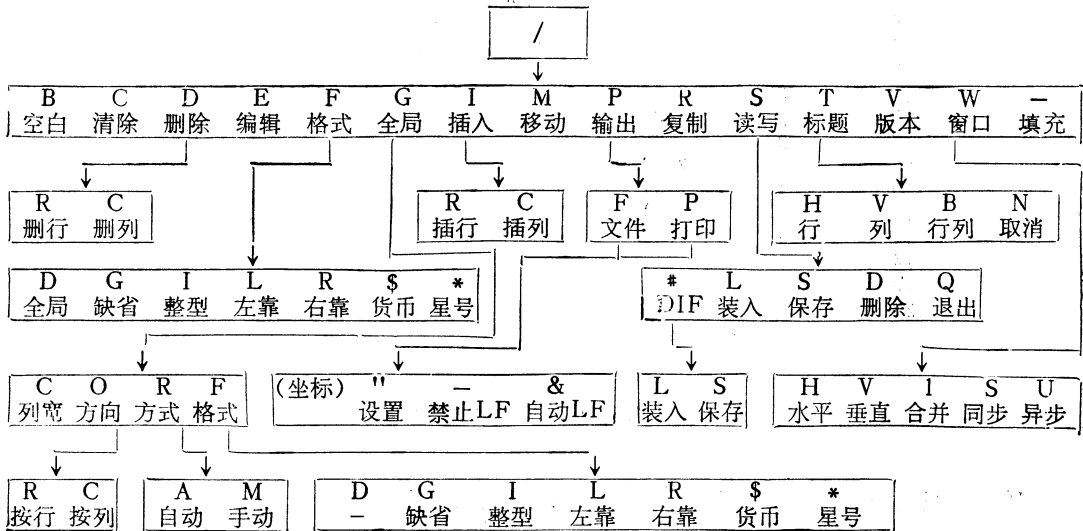 /
B C D E F G I M P R S T V W —
空白 清除 删除 编辑 格式 全局 插入 移动 输出 复制 读写 标题 版本 窗口 填充
R C
删行 删列
R C
插行 插列
F P
文件 打印
H V B N
行 列 行列 取消
D G I L R $ *
全局 缺省 整型 左靠 右靠 货币 星号
# L S D Q
DIF 装入 保存 删除 退出
C O R F
列宽 方向 方式 格式
(坐标) " — &
设置 禁止LF 自动LF
L S
装入 保存
H V 1 S U
水平 垂直 合并 同步 异步
R C
按行 按列
A M
自动 手动
D G I L R $ *
— 缺省 整型 左靠 右靠 货币 星号